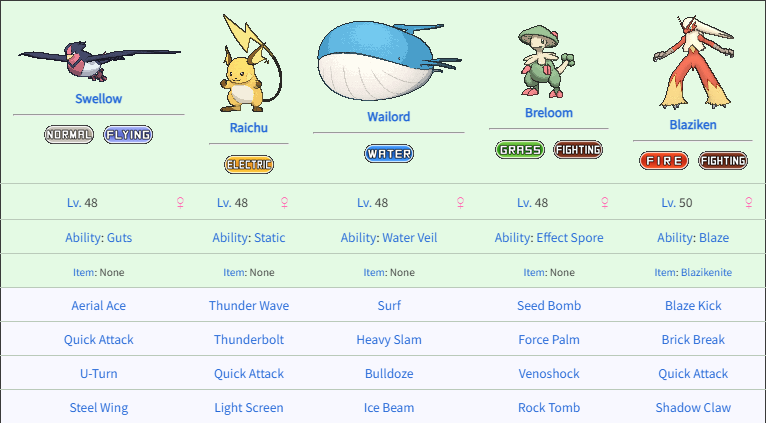 Swellow Raichu Wailord Breloom Blaziken
NORMAL FLYING ELECTRIC WATER GRASS FIGHTING FIRE FIGHTING
Lv. 48 ♀ Lv. 48 ♀ Lv. 48 ♀ Lv. 48 ♀ Lv. 50 ♀
Ability: Guts Ability: Static Ability: Water Veil Ability: Effect Spore Ability: Blaze
Item: None Item: None Item: None Item: None Item: Blazikenite
Aerial Ace Thunder Wave Surf Seed Bomb Blaze Kick
Quick Attack Thunderbolt Heavy Slam Force Palm Brick Break
U-Turn Quick Attack Bulldoze Venoshock Quick Attack
Steel Wing Light Screen Ice Beam Rock Tomb Shadow Claw